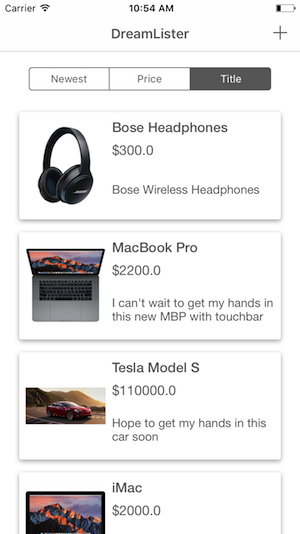 Carrier 10:54 AM
DreamLister
Newest Price Title
Bose Headphones
$300.0
Bose Wireless Headphones
MacBook Pro
$2200.0
I can't wait to get my hands in
this new MBP with touchbar
Tesla Model S
$110000.0
Hope to get my hands in this
car soon
iMac
$2000.0